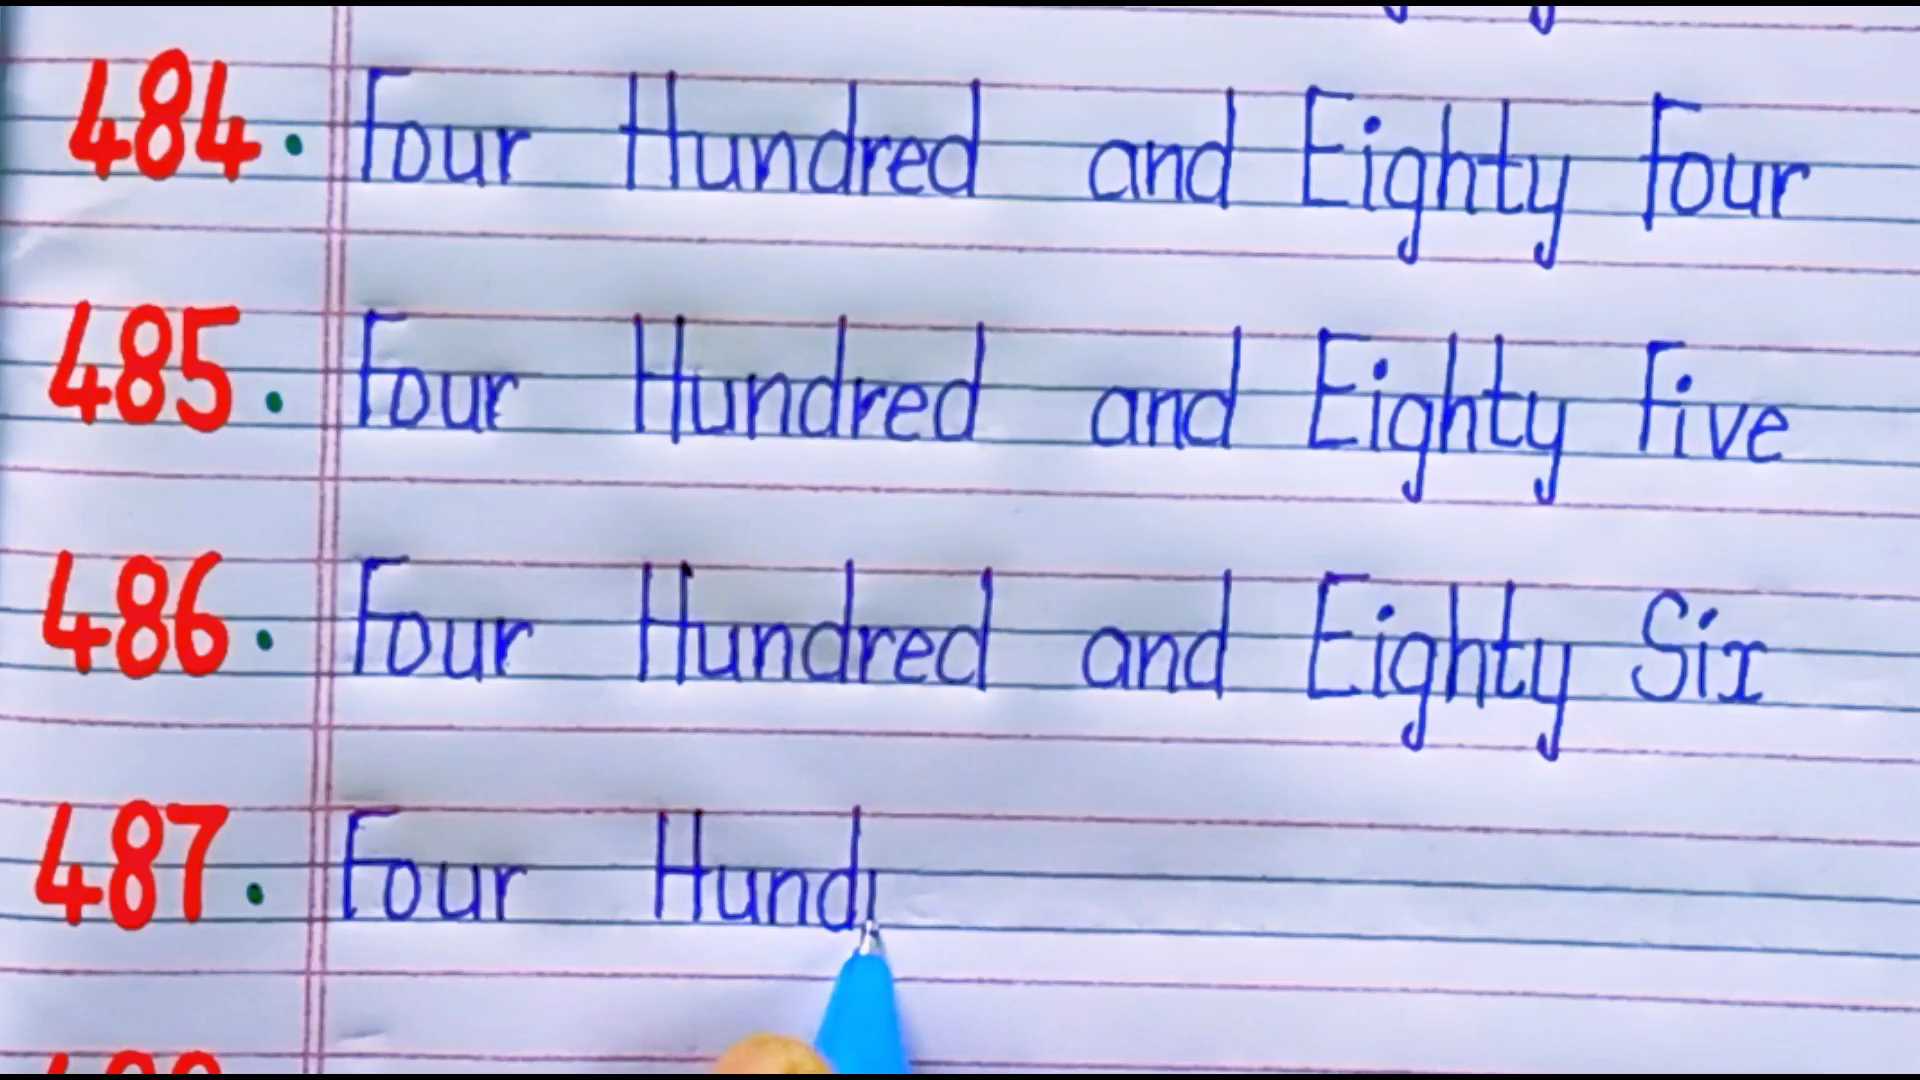 484. Four Hundred and Eighty Four
485. Four Hundred and Eighty Five
486. Four Hundred and Eighty Six
487. Four Hund